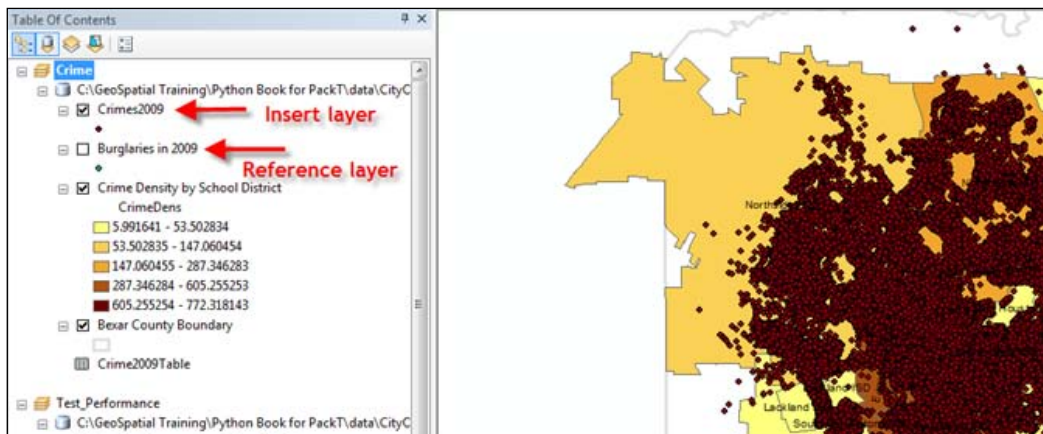 Table Of Contents
Crime
C:\GeoSpatial Training\Python Book for PackT\data\CityC
Crimes2009
Insert layer
Burglaries in 2009
Reference layer
Crime Density by School District
CrimeDens
5.991641 - 53.502834
53.502835 - 147.060454
147.060455 - 287.346283
287.346284 - 605.255253
605.255254 - 772.318143
Bexar County Boundary
Crime2009Table
Test_Performance
C:\GeoSpatial Training\Python Book for PackT\data\CityC
Lackland